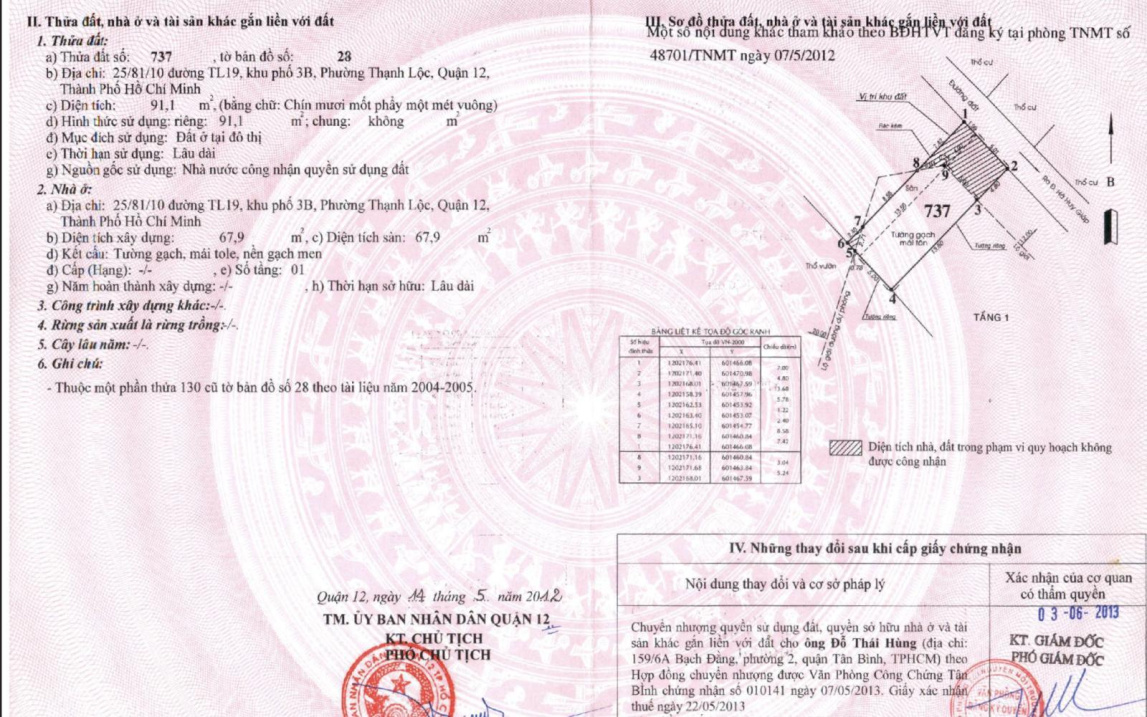 II. Thửa đất, nhà ở và tài sản khác gắn liền với đất
1. Thửa đất:
a) Thửa đất số: 737 , tờ bản đồ số: 28
b) Địa chỉ: 25/81/10 đường TL19, khu phố 3B, Phường Thạnh Lộc, Quận 12,
Thành Phố Hồ Chí Minh
c) Diện tích: 91,1 m², (bằng chữ: Chín mươi mốt phẩy một mét vuông)
d) Hình thức sử dụng: riêng: 91,1 m²; chung: không m²
đ) Mục đích sử dụng: Đất ở tại đô thị
e) Thời hạn sử dụng: Lâu dài
g) Nguồn gốc sử dụng: Nhà nước công nhận quyền sử dụng đất
2. Nhà ở:
a) Địa chỉ: 25/81/10 đường TL19, khu phố 3B, Phường Thạnh Lộc, Quận 12,
Thành Phố Hồ Chí Minh
b) Diện tích xây dựng: 67,9 m², c) Diện tích sàn: 67,9 m²
d) Kết cấu: Tường gạch, mái tole, nền gạch men
đ) Cấp (Hạng): -/- , e) Số tầng: 01
g) Năm hoàn thành xây dựng: -/- , h) Thời hạn sở hữu: Lâu dài
3. Công trình xây dựng khác:-/-.
4. Rừng sản xuất là rừng trồng:-/-.
5. Cây lâu năm: -/-.
6. Ghi chú:
- Thuộc một phần thửa 130 cũ tờ bản đồ số 28 theo tài liệu năm 2004-2005.
Quận 12, ngày 14 tháng 5 năm 2012
TM. ỦY BAN NHÂN DÂN QUẬN 12
KT. CHỦ TỊCH
PHÓ CHỦ TỊCH
III. Sơ đồ thửa đất, nhà ở và tài sản khác gắn liền với đất
Một số nội dung khác tham khảo theo BĐHTVT đăng ký tại phòng TNMT số
48701/TNMT ngày 07/5/2012
Thổ cư
Đường đất
Vị trí khu đất
Thổ cư
Rào kẽm
1
8
9
2
Thổ cư
B
Sân
3
737
Đi Đ. Hà Huy Giáp
7
Tường gạch
mái tôn
Tường riêng
6
5
Thổ vườn
4
Tường riêng
TẦNG 1
Lộ giới đường dự phóng
BẢNG LIỆT KÊ TỌA ĐỘ GÓC RANH
Số hiệu đỉnh thửa Tọa độ VN-2000 Chiều dài(m)
X Y
1 1202176.41 601466.08
2.00
2 1202171.40 601470.98
4.80
3 1202168.01 601467.59
13.60
4 1202158.39 601457.96
5.78
5 1202162.53 601453.92
1.22
6 1202163.40 601453.07
2.40
7 1202165.10 601454.77
8.58
8 1202171.16 601460.84
7.42
1 1202176.41 601466.08
8 1202171.16 601460.84
3.04
9 1202171.68 601463.84
5.24
3 1202168.01 601467.59
Diện tích nhà, đất trong phạm vi quy hoạch không
được công nhận
IV. Những thay đổi sau khi cấp giấy chứng nhận
Nội dung thay đổi và cơ sở pháp lý
Xác nhận của cơ quan
có thẩm quyền
Chuyển nhượng quyền sử dụng đất, quyền sở hữu nhà ở và tài
sản khác gắn liền với đất cho ông Đỗ Thái Hùng (địa chỉ:
159/6A Bạch Đằng, phường 2, quận Tân Bình, TPHCM) theo
Hợp đồng chuyển nhượng được Văn Phòng Công Chứng Tân
Bình chứng nhận số 010141 ngày 07/05/2013. Giấy xác nhận
thuế ngày 22/05/2013
03-06-2013
KT. GIÁM ĐỐC
PHÓ GIÁM ĐỐC
VĂN PHÒNG